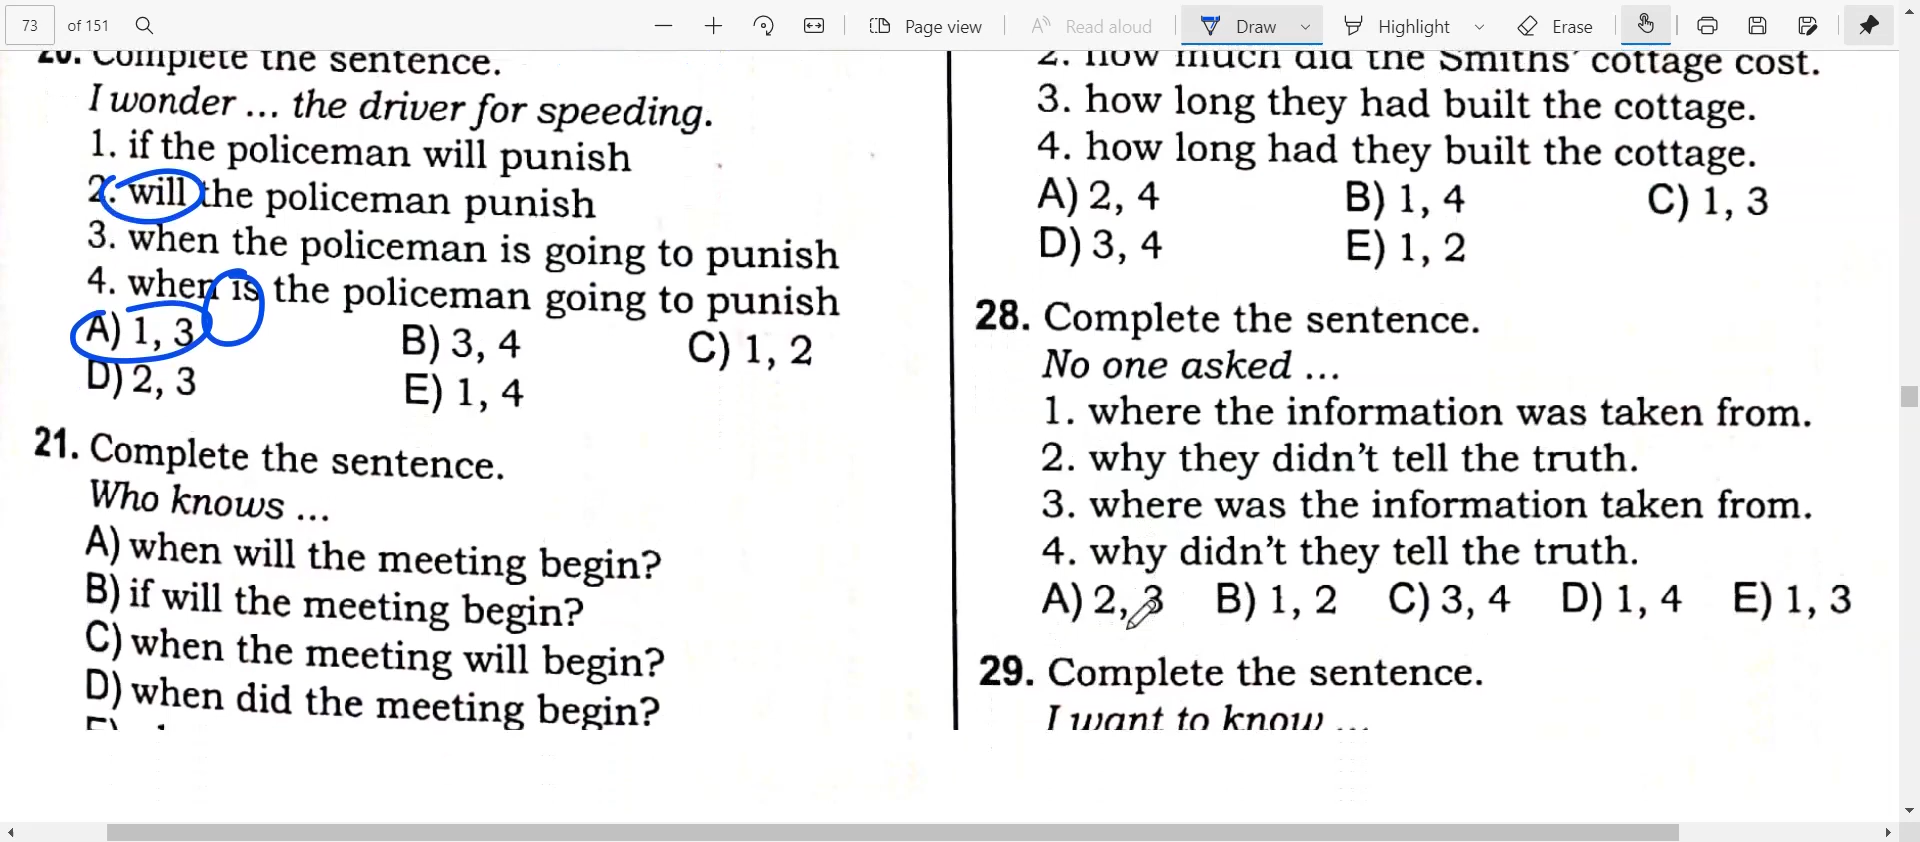 73 of 151 Page view Read aloud Draw Highlight Erase
20. Complete the sentence.
I wonder ... the driver for speeding.
1. if the policeman will punish
2. will the policeman punish
3. when the policeman is going to punish
4. when is the policeman going to punish
A) 1, 3 B) 3, 4 C) 1, 2
D) 2, 3 E) 1, 4
21. Complete the sentence.
Who knows ...
A) when will the meeting begin?
B) if will the meeting begin?
C) when the meeting will begin?
D) when did the meeting begin?
2. how much did the Smiths' cottage cost.
3. how long they had built the cottage.
4. how long had they built the cottage.
A) 2, 4 B) 1, 4 C) 1, 3
D) 3, 4 E) 1, 2
28. Complete the sentence.
No one asked ...
1. where the information was taken from.
2. why they didn't tell the truth.
3. where was the information taken from.
4. why didn't they tell the truth.
A) 2, 3 B) 1, 2 C) 3, 4 D) 1, 4 E) 1, 3
29. Complete the sentence.
I want to know ...